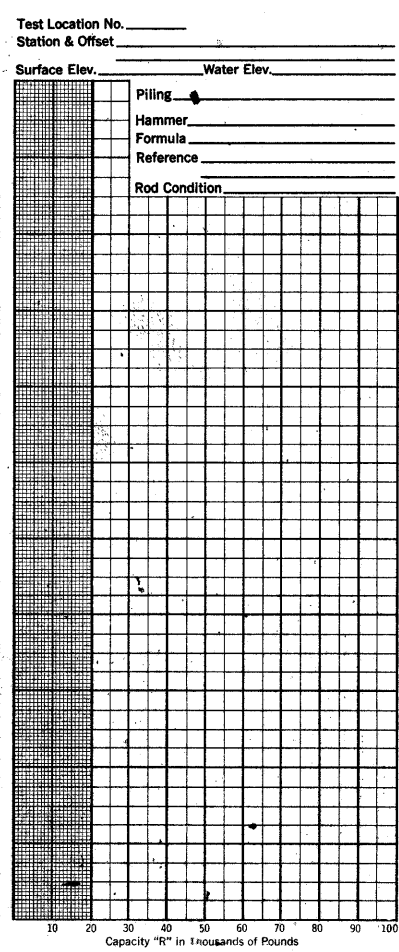 Test Location No.
Station & Offset
Surface Elev. Water Elev.
Piling
Hammer
Formula
Reference
Rod Condition
10 20 30 40 50 60 70 80 90 100
Capacity "R" in Thousands of Pounds